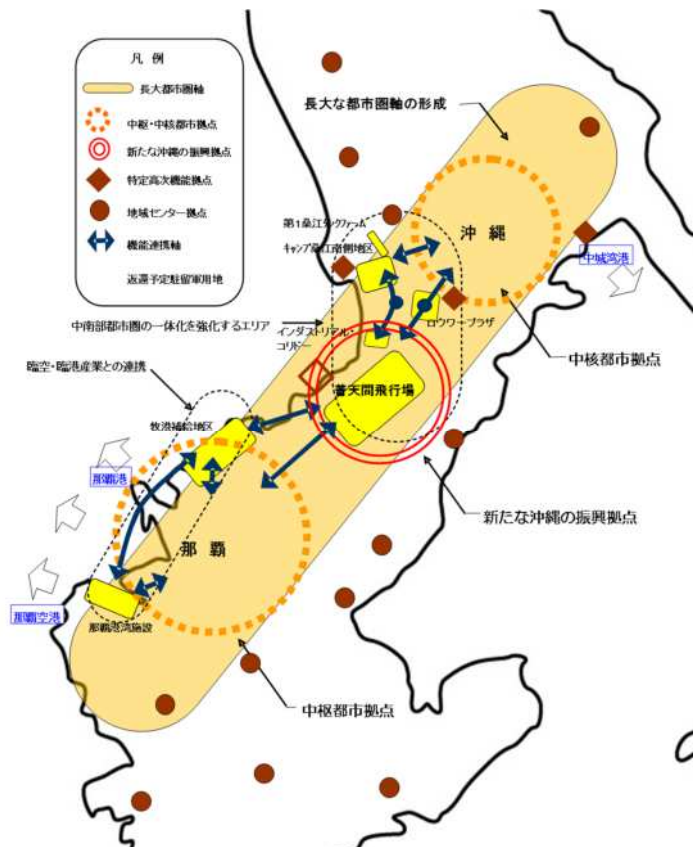 凡 例
長大都市圏軸
中枢・中核都市拠点
新たな沖縄の振興拠点
特定高次機能拠点
地域センター拠点
機能連携軸
返還予定駐留軍用地
長大な都市圏軸の形成
第1桑江タンクファーム
キャンプ桑江南側地区
沖 縄
中城湾港
ロウワープラザ
中南部都市圏の一体化を強化するエリア
インダストリアル・
コリドー
中核都市拠点
臨空・臨港産業との連携
普天間飛行場
牧港補給地区
那覇港
新たな沖縄の振興拠点
那 覇
那覇空港
那覇港湾施設
中枢都市拠点